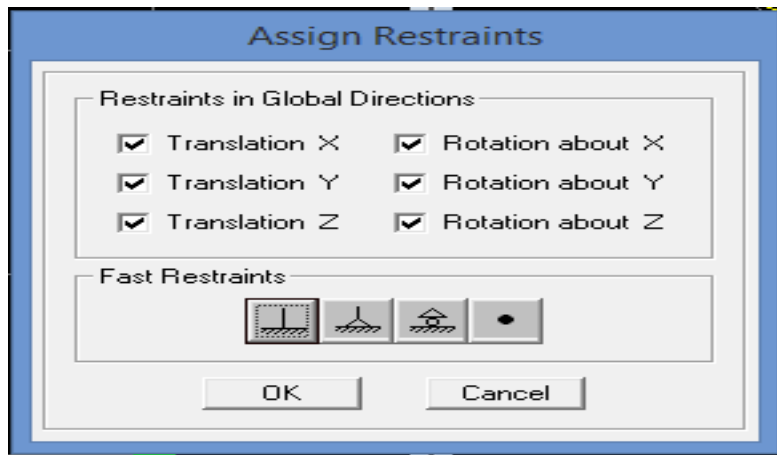 Assign Restraints
Restraints in Global Directions
Translation X Rotation about X
Translation Y Rotation about Y
Translation Z Rotation about Z
Fast Restraints
OK Cancel